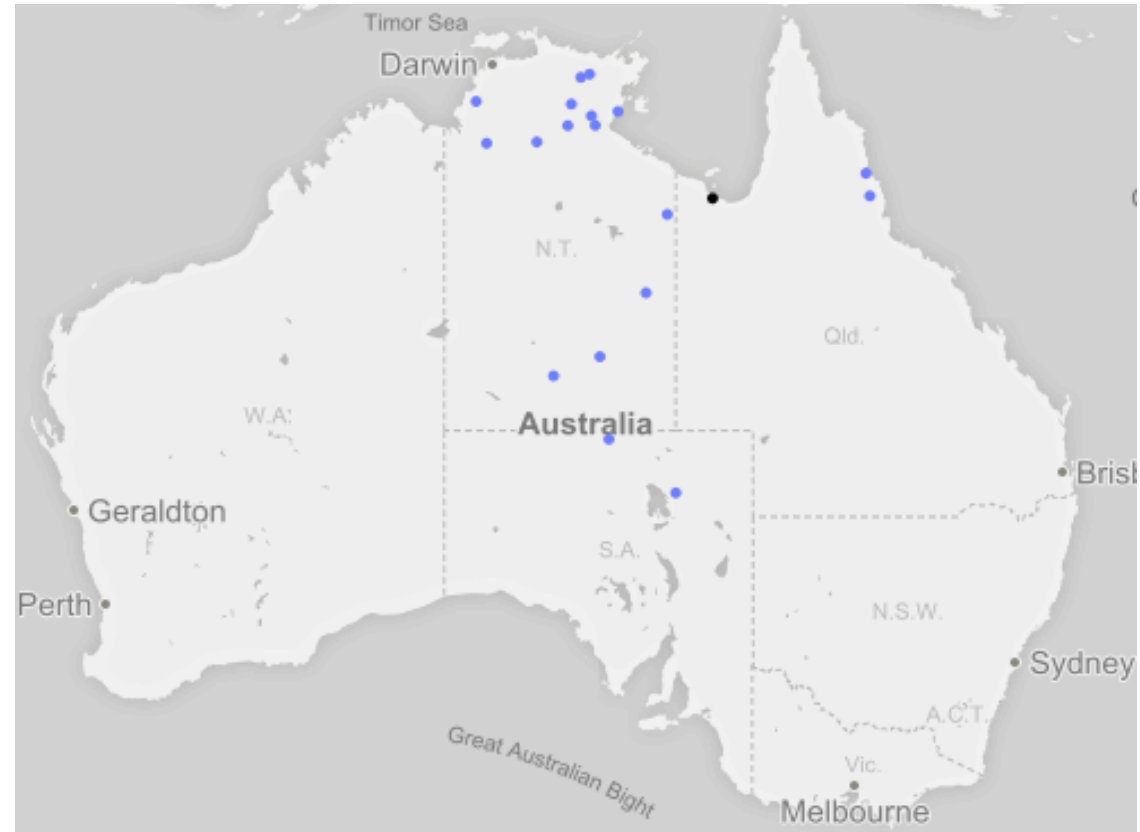 Timor Sea
Darwin
N.T.
Qld.
W.A.
Australia
Brisb
Geraldton
S.A.
Perth
N.S.W.
Sydney
A.C.T.
Great Australian Bight
Vic.
Melbourne